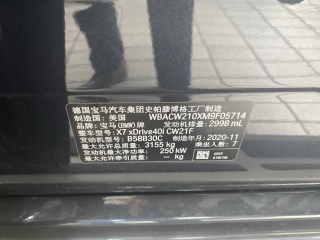 德国宝马汽车集团史帕滕博格工厂制造
制造国：美国 WBACW210XM9F05714
品 牌：宝马(BMW)牌 发动机排量：2998 mL
整车型号：X7 xDrive40i CW21F
发动机型号：B58B30C 制造年月：2020-11
最大允许总质量：3155 kg 乘坐人数：7
发动机最大净功率：250 kW
最大允许牵引质量：-- kg